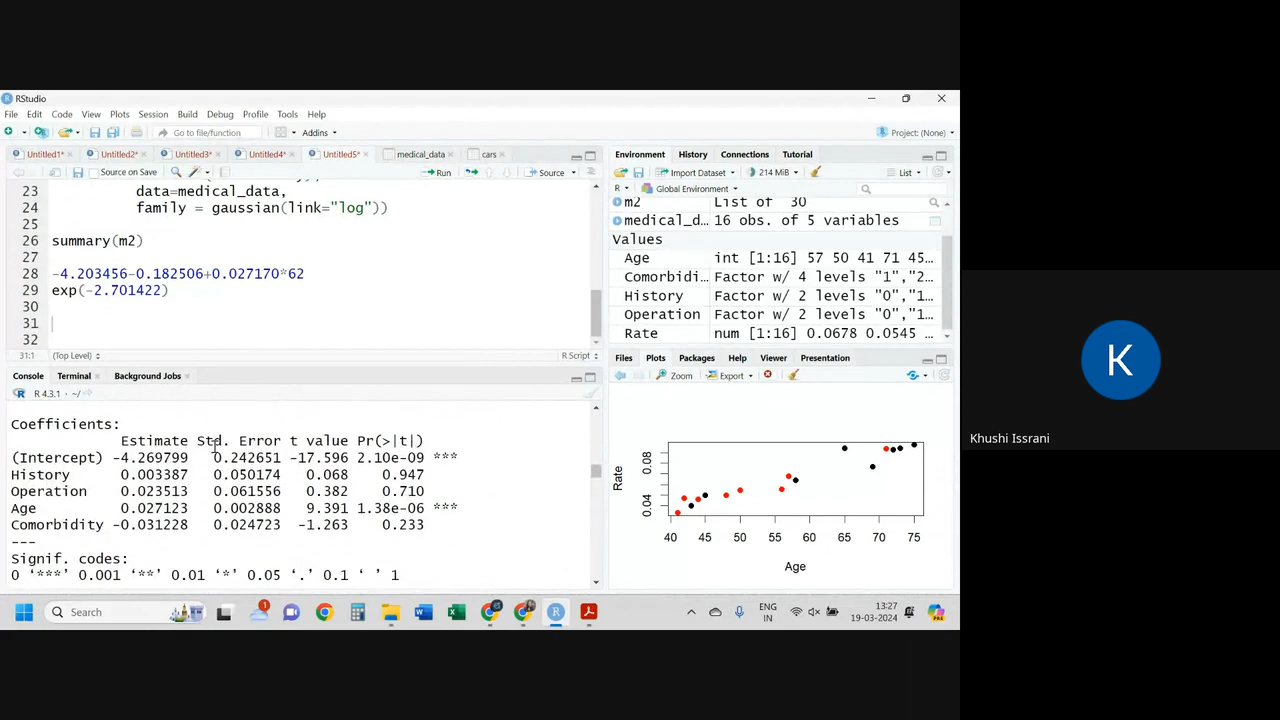 RStudio
File Edit Code View Plots Session Build Debug Profile Tools Help
Go to file/function Addins Project: (None)
Untitled1* Untitled2* Untitled3* Untitled4* Untitled5* medical_data cars
Source on Save Run Source
23 data=medical_data,
24 family = gaussian(link="log"))
25
26 summary(m2)
27
28 -4.203456-0.182506+0.027170*62
29 exp(-2.701422)
30
31
32
31:1 (Top Level) R Script
Console Terminal Background Jobs
R 4.3.1 · ~/
Coefficients:
Estimate Std. Error t value Pr(>|t|)
(Intercept) -4.269799 0.242651 -17.596 2.10e-09 ***
History 0.003387 0.050174 0.068 0.947
Operation 0.023513 0.061556 0.382 0.710
Age 0.027123 0.002888 9.391 1.38e-06 ***
Comorbidity -0.031228 0.024723 -1.263 0.233
---
Signif. codes:
0 ‘***’ 0.001 ‘**’ 0.01 ‘*’ 0.05 ‘.’ 0.1 ‘ ’ 1
Environment History Connections Tutorial
Import Dataset 214 MiB List
R Global Environment
m2 List of 30
medical_d… 16 obs. of 5 variables
Values
Age int [1:16] 57 50 41 71 45…
Comorbidi… Factor w/ 4 levels "1","2…
History Factor w/ 2 levels "0","1…
Operation Factor w/ 2 levels "0","1…
Rate num [1:16] 0.0678 0.0545 …
Files Plots Packages Help Viewer Presentation
Zoom Export
Rate
0.04 0.08
40 45 50 55 60 65 70 75
Age
Search
1
ENG
IN
13:27
19-03-2024
K
Khushi Issrani